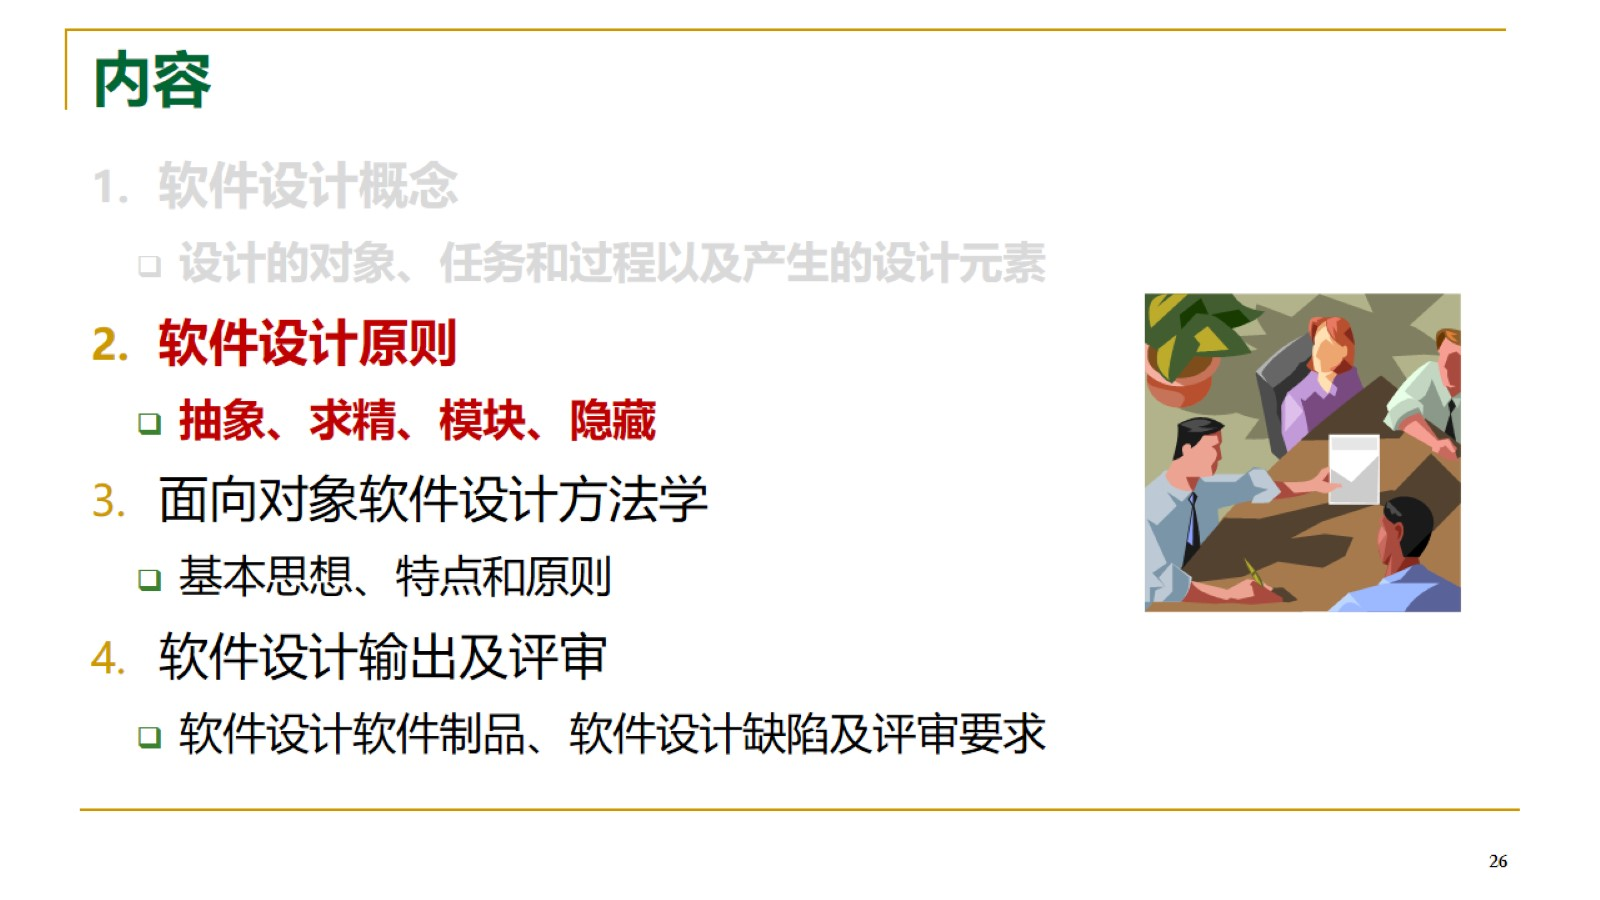 内容
1. 软件设计概念
❑ 设计的对象、任务和过程以及产生的设计元素
2. 软件设计原则
❑ 抽象、求精、模块、隐藏
3. 面向对象软件设计方法学
❑ 基本思想、特点和原则
4. 软件设计输出及评审
❑ 软件设计软件制品、软件设计缺陷及评审要求
26